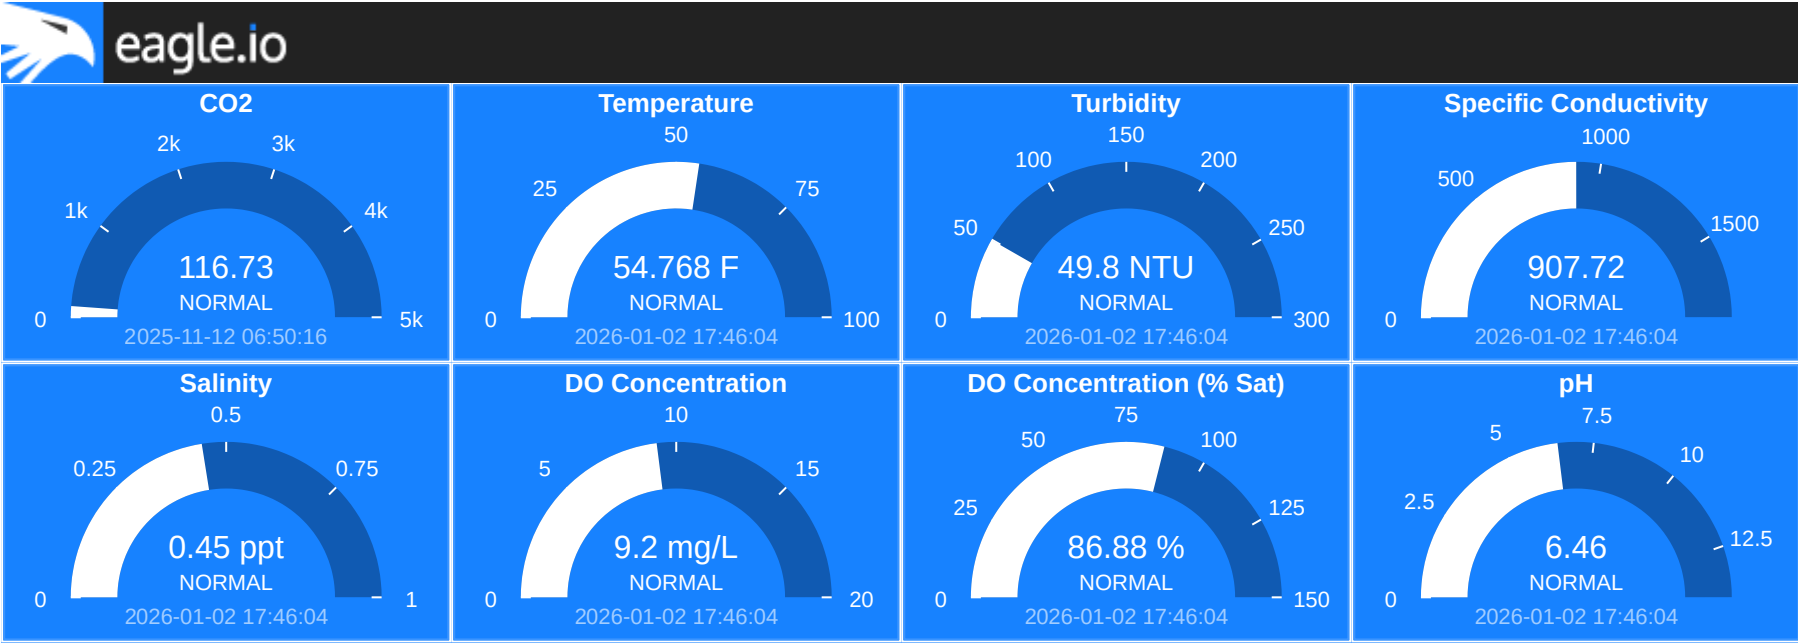 eagle.io
CO2
2k 3k
1k 4k
116.73
NORMAL
0 5k
2025-11-12 06:50:16
Temperature
50
25 75
54.768 F
NORMAL
0 100
2026-01-02 17:46:04
Turbidity
150
100 200
50 250
49.8 NTU
NORMAL
0 300
2026-01-02 17:46:04
Specific Conductivity
1000
500
1500
907.72
NORMAL
0
2026-01-02 17:46:04
Salinity
0.5
0.25 0.75
0.45 ppt
NORMAL
0 1
2026-01-02 17:46:04
DO Concentration
10
5 15
9.2 mg/L
NORMAL
0 20
2026-01-02 17:46:04
DO Concentration (% Sat)
75
50 100
25 125
86.88 %
NORMAL
0 150
2026-01-02 17:46:04
pH
7.5
5
10
2.5
12.5
6.46
NORMAL
0
2026-01-02 17:46:04